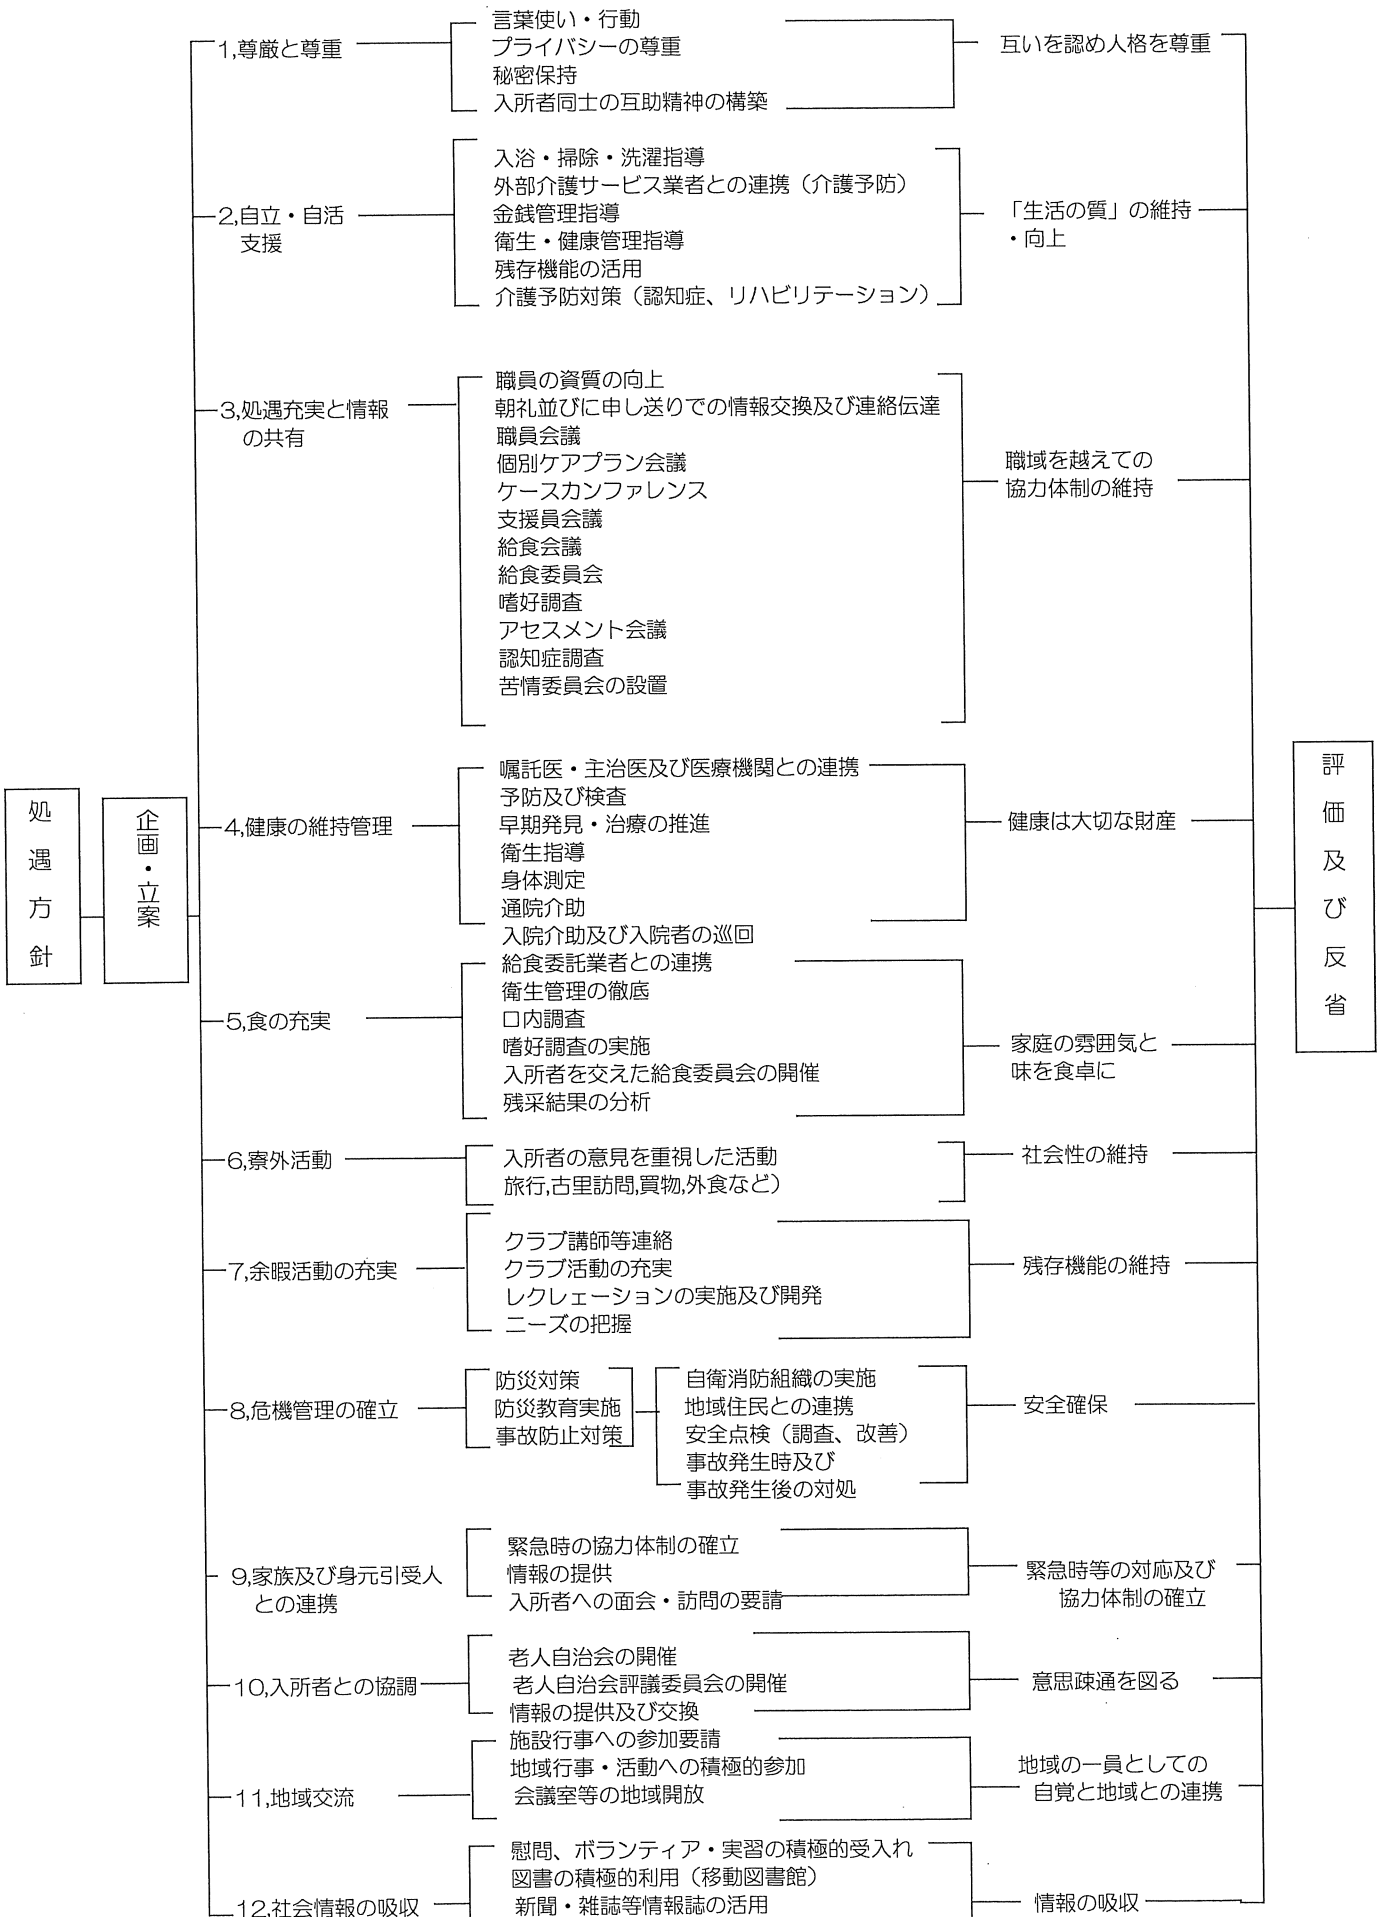 処遇方針
企画・立案
1,尊厳と尊重
言葉使い・行動
プライバシーの尊重
秘密保持
入所者同士の互助精神の構築
互いを認め人格を尊重
2,自立・自活
支援
入浴・掃除・洗濯指導
外部介護サービス業者との連携（介護予防）
金銭管理指導
衛生・健康管理指導
残存機能の活用
介護予防対策（認知症、リハビリテーション）
「生活の質」の維持
・向上
3,処遇充実と情報
の共有
職員の資質の向上
朝礼並びに申し送りでの情報交換及び連絡伝達
職員会議
個別ケアプラン会議
ケースカンファレンス
支援員会議
給食会議
給食委員会
嗜好調査
アセスメント会議
認知症調査
苦情委員会の設置
職域を越えての
協力体制の維持
4,健康の維持管理
嘱託医・主治医及び医療機関との連携
予防及び検査
早期発見・治療の推進
衛生指導
身体測定
通院介助
入院介助及び入院者の巡回
健康は大切な財産
5,食の充実
給食委託業者との連携
衛生管理の徹底
口内調査
嗜好調査の実施
入所者を交えた給食委員会の開催
残采結果の分析
家庭の雰囲気と
味を食卓に
6,寮外活動
入所者の意見を重視した活動
旅行,古里訪問,買物,外食など）
社会性の維持
7,余暇活動の充実
クラブ講師等連絡
クラブ活動の充実
レクレェーションの実施及び開発
ニーズの把握
残存機能の維持
8,危機管理の確立
防災対策
防災教育実施
事故防止対策
自衛消防組織の実施
地域住民との連携
安全点検（調査、改善）
事故発生時及び
事故発生後の対処
安全確保
9,家族及び身元引受人
との連携
緊急時の協力体制の確立
情報の提供
入所者への面会・訪問の要請
緊急時等の対応及び
協力体制の確立
10,入所者との協調
老人自治会の開催
老人自治会評議委員会の開催
情報の提供及び交換
意思疎通を図る
11,地域交流
施設行事への参加要請
地域行事・活動への積極的参加
会議室等の地域開放
地域の一員としての
自覚と地域との連携
12,社会情報の吸収
慰問、ボランティア・実習の積極的受入れ
図書の積極的利用（移動図書館）
新聞・雑誌等情報誌の活用
情報の吸収
評価及び反省